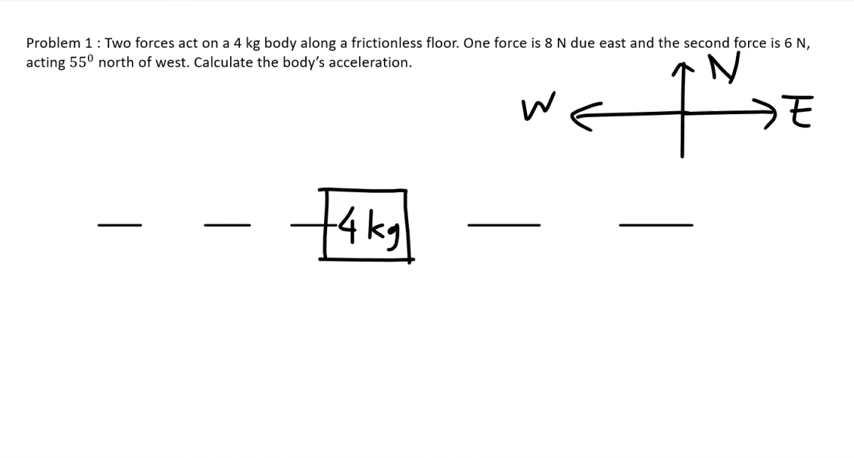 Problem 1 : Two forces act on a 4 kg body along a frictionless floor. One force is 8 N due east and the second force is 6 N,
acting 55⁰ north of west. Calculate the body’s acceleration.
N
W E
4 kg